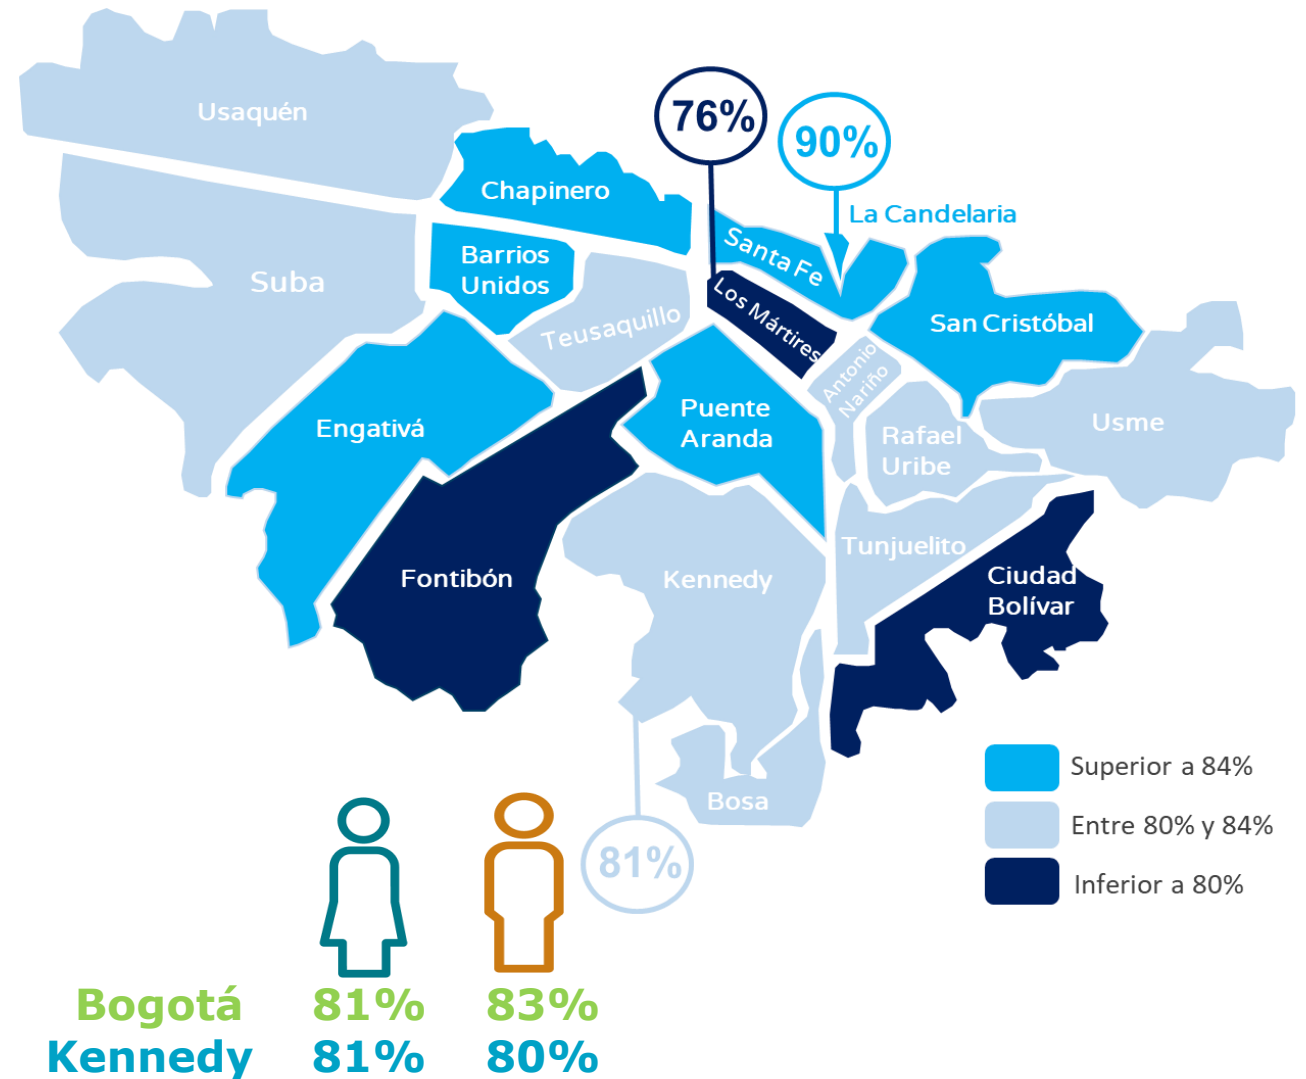 Usaquén
76%
90%
Chapinero
La Candelaria
Santa Fe
Barrios
Unidos
Suba
Los Mártires
San Cristóbal
Teusaquillo
Antonio
Nariño
Puente
Aranda
Engativá
Rafael
Uribe
Usme
Tunjuelito
Fontibón
Kennedy
Ciudad
Bolívar
Bosa
81%
Superior a 84%
Entre 80% y 84%
Inferior a 80%
Bogotá 81% 83%
Kennedy 81% 80%